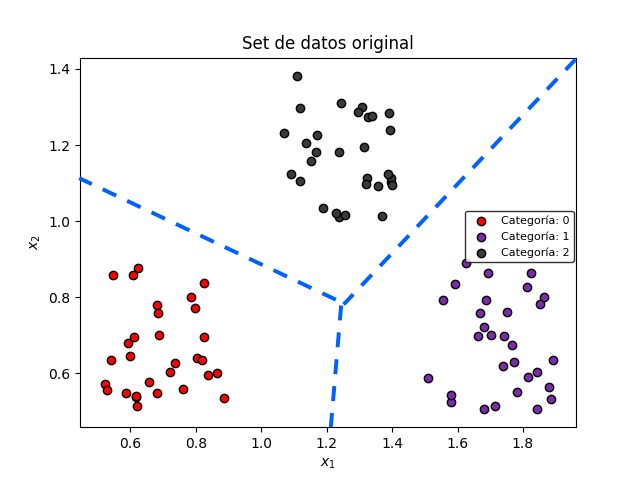 Set de datos original
1.4
1.2
1.0
0.8
0.6
x₂
Categoría: 0
Categoría: 1
Categoría: 2
0.6 0.8 1.0 1.2 1.4 1.6 1.8
x₁